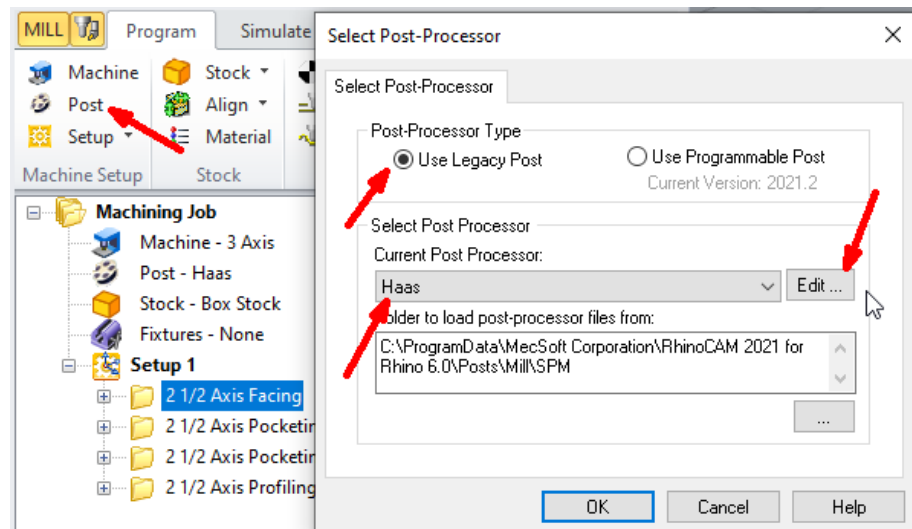 MILL
Program
Simulate
Machine
Stock
Post
Align
Setup
Material
Machine Setup
Stock
Machining Job
Machine - 3 Axis
Post - Haas
Stock - Box Stock
Fixtures - None
Setup 1
2 1/2 Axis Facing
2 1/2 Axis Pocketin
2 1/2 Axis Pocketin
2 1/2 Axis Profiling
Select Post-Processor
Select Post-Processor
Post-Processor Type
Use Legacy Post
Use Programmable Post
Current Version: 2021.2
Select Post Processor
Current Post Processor:
Haas
Edit ...
older to load post-processor files from:
C:\ProgramData\MecSoft Corporation\RhinoCAM 2021 for
Rhino 6.0\Posts\Mill\SPM
...
OK
Cancel
Help